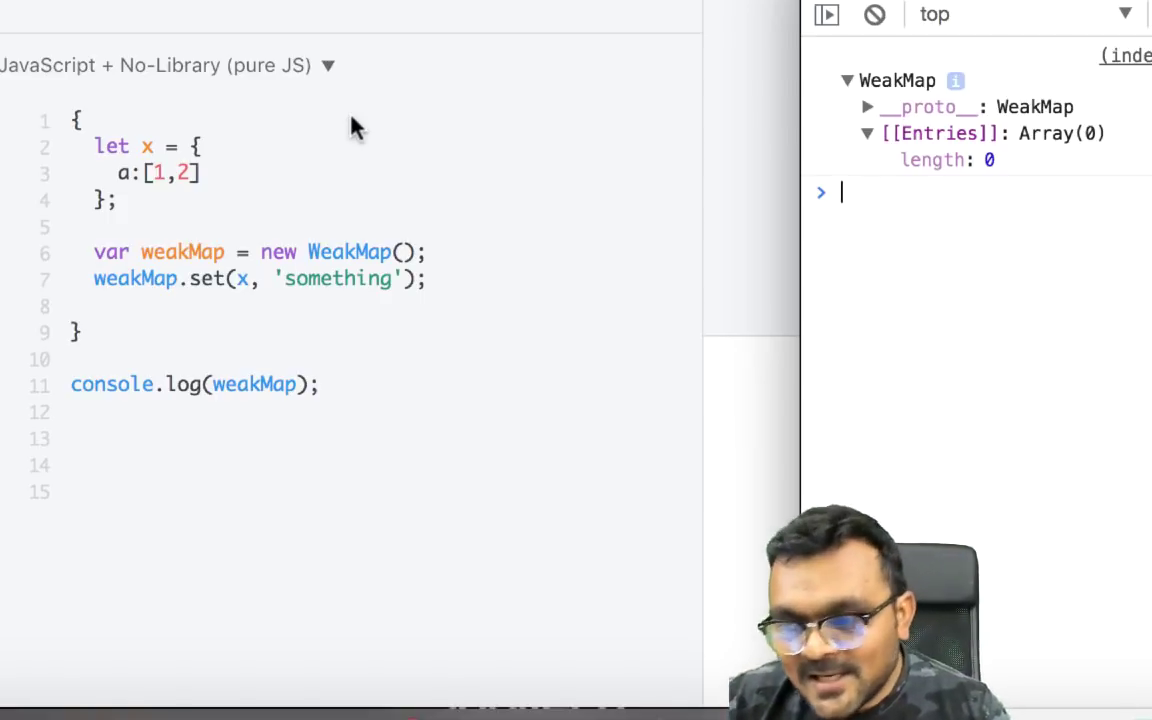 JavaScript + No-Library (pure JS) ▼
1 {
2 let x = {
3 a:[1,2]
4 };
5
6 var weakMap = new WeakMap();
7 weakMap.set(x, 'something');
8
9 }
10
11 console.log(weakMap);
12
13
14
15
top ▼
(inde
▼ WeakMap i
▶ __proto__: WeakMap
▼ [[Entries]]: Array(0)
length: 0
>